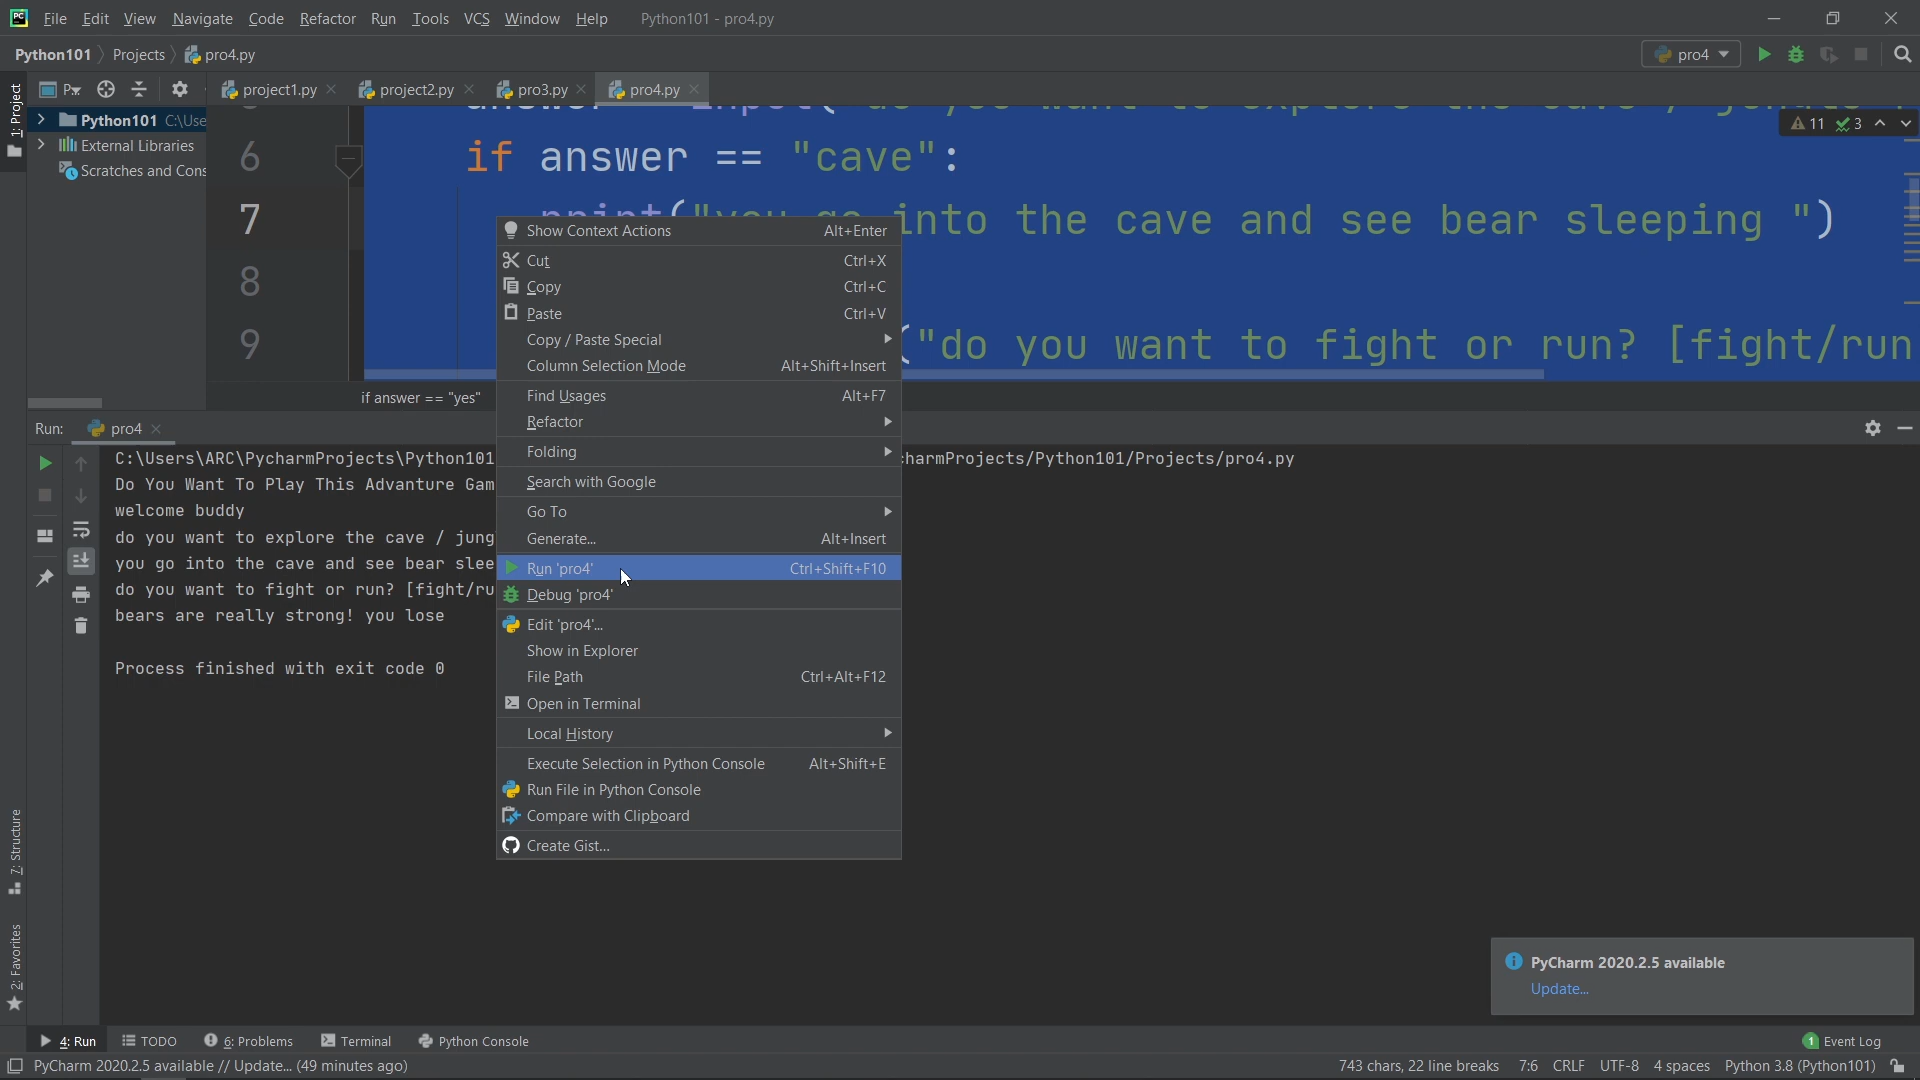 File Edit View Navigate Code Refactor Run Tools VCS Window Help Python101 - pro4.py
Python101 Projects pro4.py pro4
1: Project P... project1.py project2.py pro3.py pro4.py
Python101 C:\Use
External Libraries
Scratches and Cons
11 3
6 if answer == "cave":
7 into the cave and see bear sleeping ")
8
9 ("do you want to fight or run? [fight/run
if answer == "yes"
Show Context Actions Alt+Enter
Cut Ctrl+X
Copy Ctrl+C
Paste Ctrl+V
Copy / Paste Special
Column Selection Mode Alt+Shift+Insert
Find Usages Alt+F7
Refactor
Folding
Search with Google
Go To
Generate... Alt+Insert
Run 'pro4' Ctrl+Shift+F10
Debug 'pro4'
Edit 'pro4'...
Show in Explorer
File Path Ctrl+Alt+F12
Open in Terminal
Local History
Execute Selection in Python Console Alt+Shift+E
Run File in Python Console
Compare with Clipboard
Create Gist...
Run: pro4
C:\Users\ARC\PycharmProjects\Python101 harmProjects/Python101/Projects/pro4.py
Do You Want To Play This Advanture Gam
welcome buddy
do you want to explore the cave / jung
you go into the cave and see bear slee
do you want to fight or run? [fight/ru
bears are really strong! you lose
Process finished with exit code 0
7: Structure
2: Favorites
PyCharm 2020.2.5 available
Update...
4: Run TODO 6: Problems Terminal Python Console 1 Event Log
PyCharm 2020.2.5 available // Update... (49 minutes ago) 743 chars, 22 line breaks 7:6 CRLF UTF-8 4 spaces Python 3.8 (Python101)